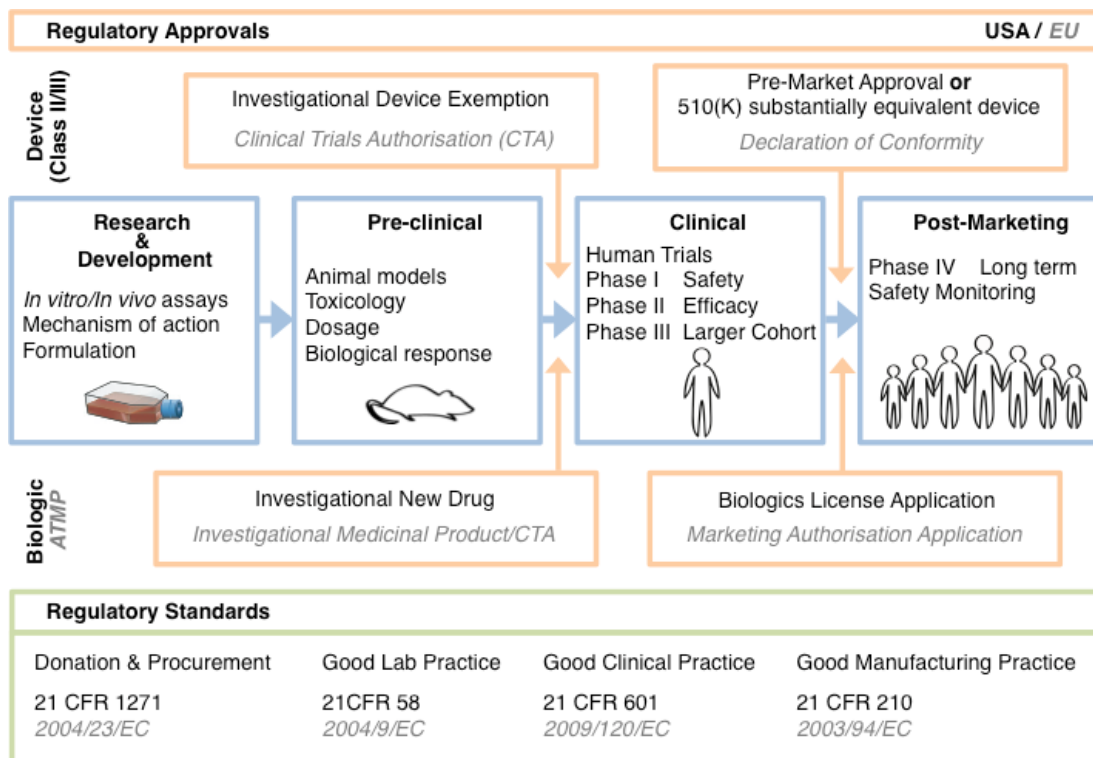 Regulatory Approvals
USA / EU
Device
(Class II/III)
Investigational Device Exemption
Clinical Trials Authorisation (CTA)
Pre-Market Approval or
510(K) substantially equivalent device
Declaration of Conformity
Research
&
Development
In vitro/In vivo assays
Mechanism of action
Formulation
Pre-clinical
Animal models
Toxicology
Dosage
Biological response
Clinical
Human Trials
Phase I Safety
Phase II Efficacy
Phase III Larger Cohort
Post-Marketing
Phase IV Long term
Safety Monitoring
Biologic
ATMP
Investigational New Drug
Investigational Medicinal Product/CTA
Biologics License Application
Marketing Authorisation Application
Regulatory Standards
Donation & Procurement
21 CFR 1271
2004/23/EC
Good Lab Practice
21CFR 58
2004/9/EC
Good Clinical Practice
21 CFR 601
2009/120/EC
Good Manufacturing Practice
21 CFR 210
2003/94/EC